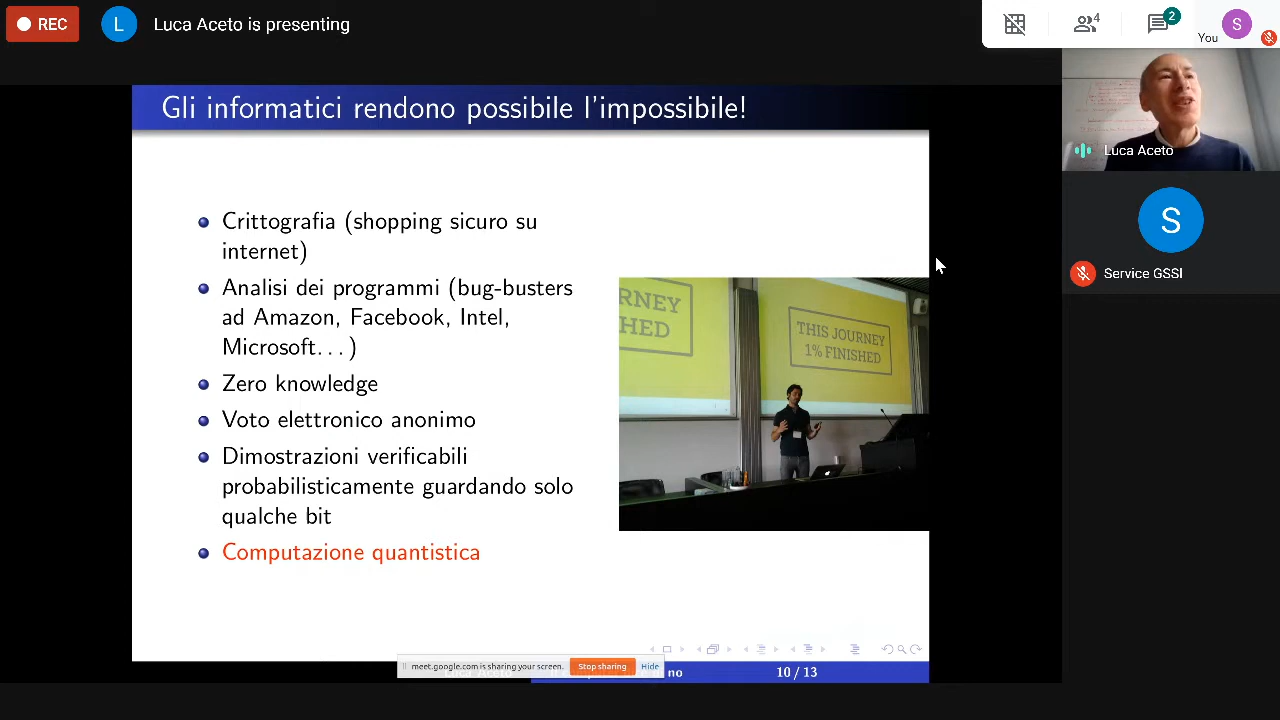 REC
L
Luca Aceto is presenting
4
2
You
S
Gli informatici rendono possibile l'impossibile!
Luca Aceto
S
Service GSSI
Crittografia (shopping sicuro su
internet)
Analisi dei programmi (bug-busters
ad Amazon, Facebook, Intel,
Microsoft...)
Zero knowledge
Voto elettronico anonimo
Dimostrazioni verificabili
probabilisticamente guardando solo
qualche bit
Computazione quantistica
RNEY
HED
THIS JOURNEY
1% FINISHED
meet.google.com is sharing your screen.
Stop sharing
Hide
Luca Aceto
10 / 13